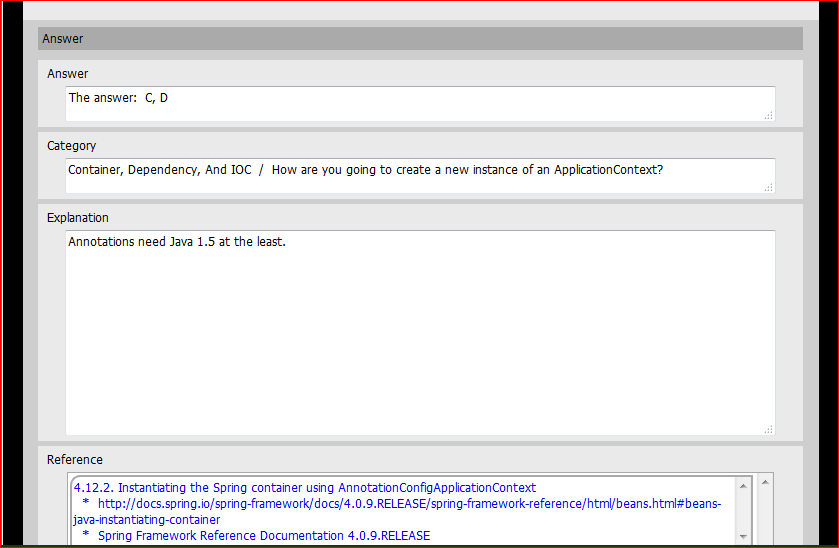 Answer
Answer
The answer:  C, D
Category
Container, Dependency, And IOC  /  How are you going to create a new instance of an ApplicationContext?
Explanation
Annotations need Java 1.5 at the least.
Reference
4.12.2. Instantiating the Spring container using AnnotationConfigApplicationContext
*  http://docs.spring.io/spring-framework/docs/4.0.9.RELEASE/spring-framework-reference/html/beans.html#beans-
java-instantiating-container
*  Spring Framework Reference Documentation 4.0.9.RELEASE